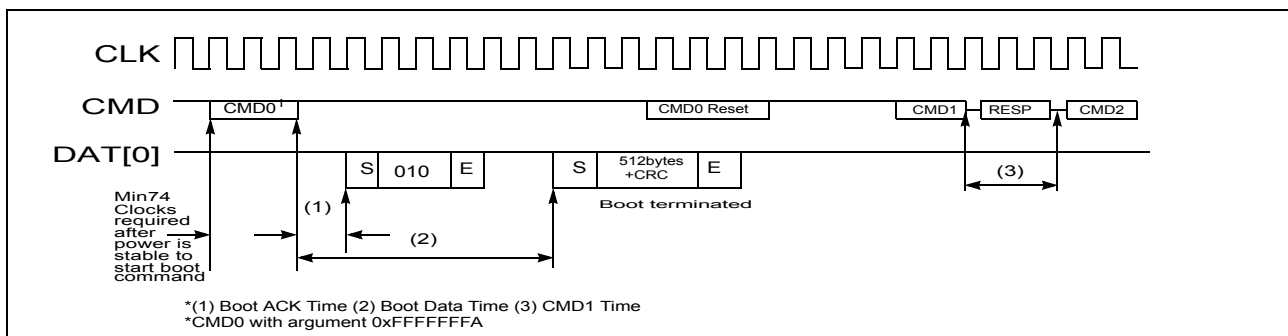 CLK
CMD
CMD0¹
CMD0 Reset
CMD1
RESP
CMD2
DAT[0]
S
010
E
S
512bytes
+CRC
E
Boot terminated
(3)
Min74
Clocks
required
after
power is
stable to
start boot
command
(1)
(2)
*(1) Boot ACK Time (2) Boot Data Time (3) CMD1 Time
*CMD0 with argument 0xFFFFFFFA